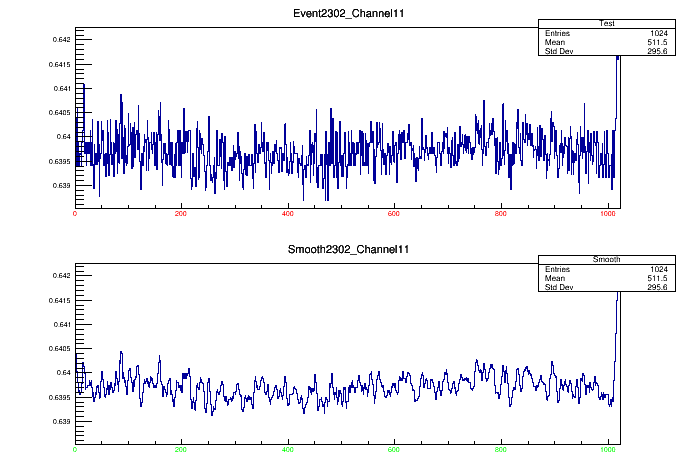 Event2302_Channel11
Test
Entries 1024
Mean 511.5
Std Dev 295.6
0.642
0.6415
0.641
0.6405
0.64
0.6395
0.639
0 200 400 600 800 1000
Smooth2302_Channel11
Smooth
Entries 1024
Mean 511.5
Std Dev 295.6
0.642
0.6415
0.641
0.6405
0.64
0.6395
0.639
0 200 400 600 800 1000